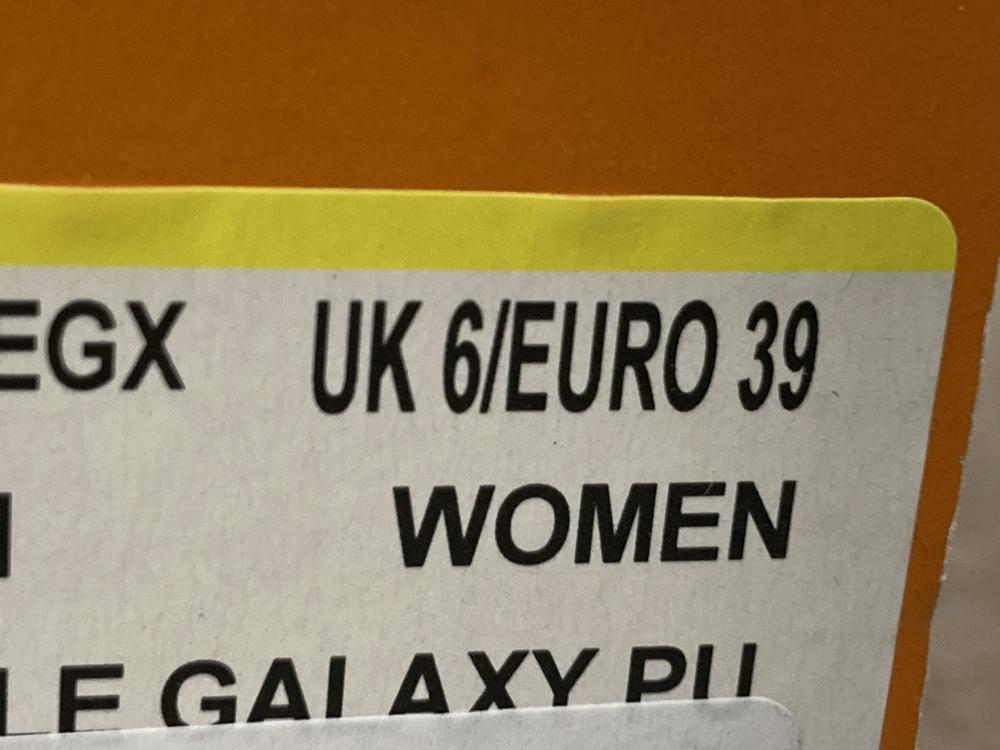 EGX UK 6/EURO 39
WOMEN
LE GALAXY PU